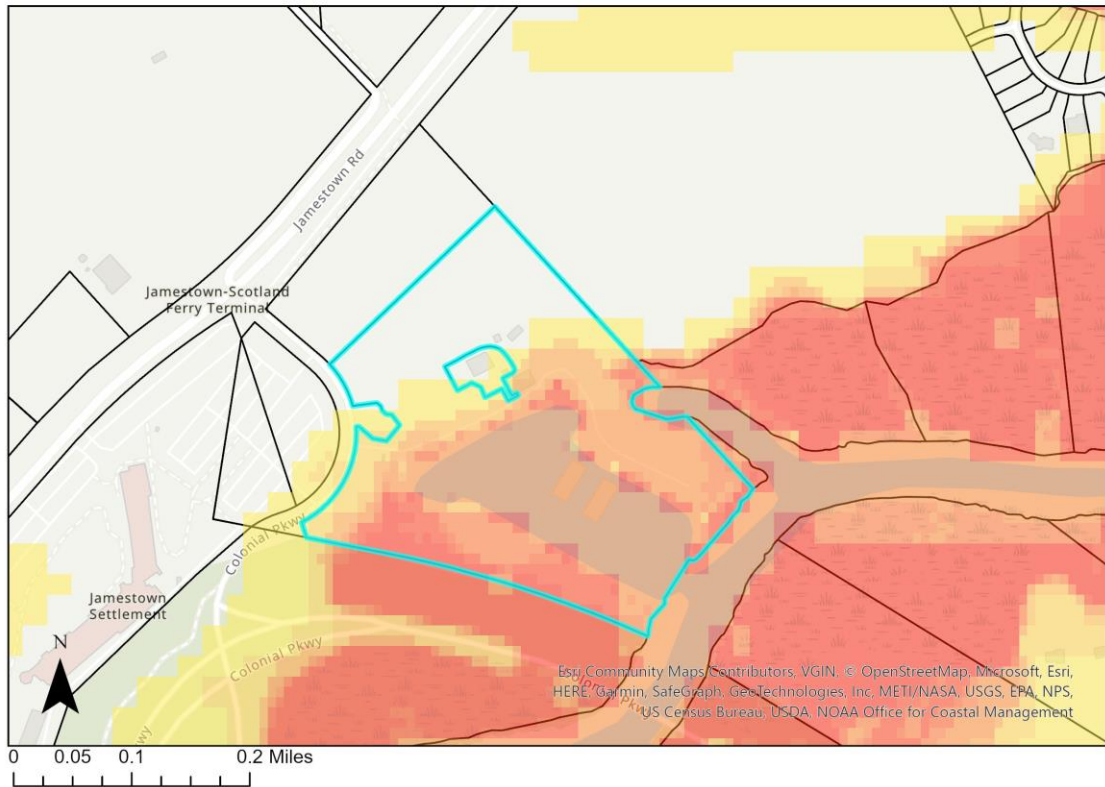 Jamestown Rd
Jamestown-Scotland
Ferry Terminal
Colonial Pkwy
Jamestown
Settlement
Colonial Pkwy
N
Esri Community Maps Contributors, VGIN, © OpenStreetMap, Microsoft, Esri,
HERE, Garmin, SafeGraph, GeoTechnologies, Inc, METI/NASA, USGS, EPA, NPS,
US Census Bureau, USDA, NOAA Office for Coastal Management
0 0.05 0.1 0.2 Miles